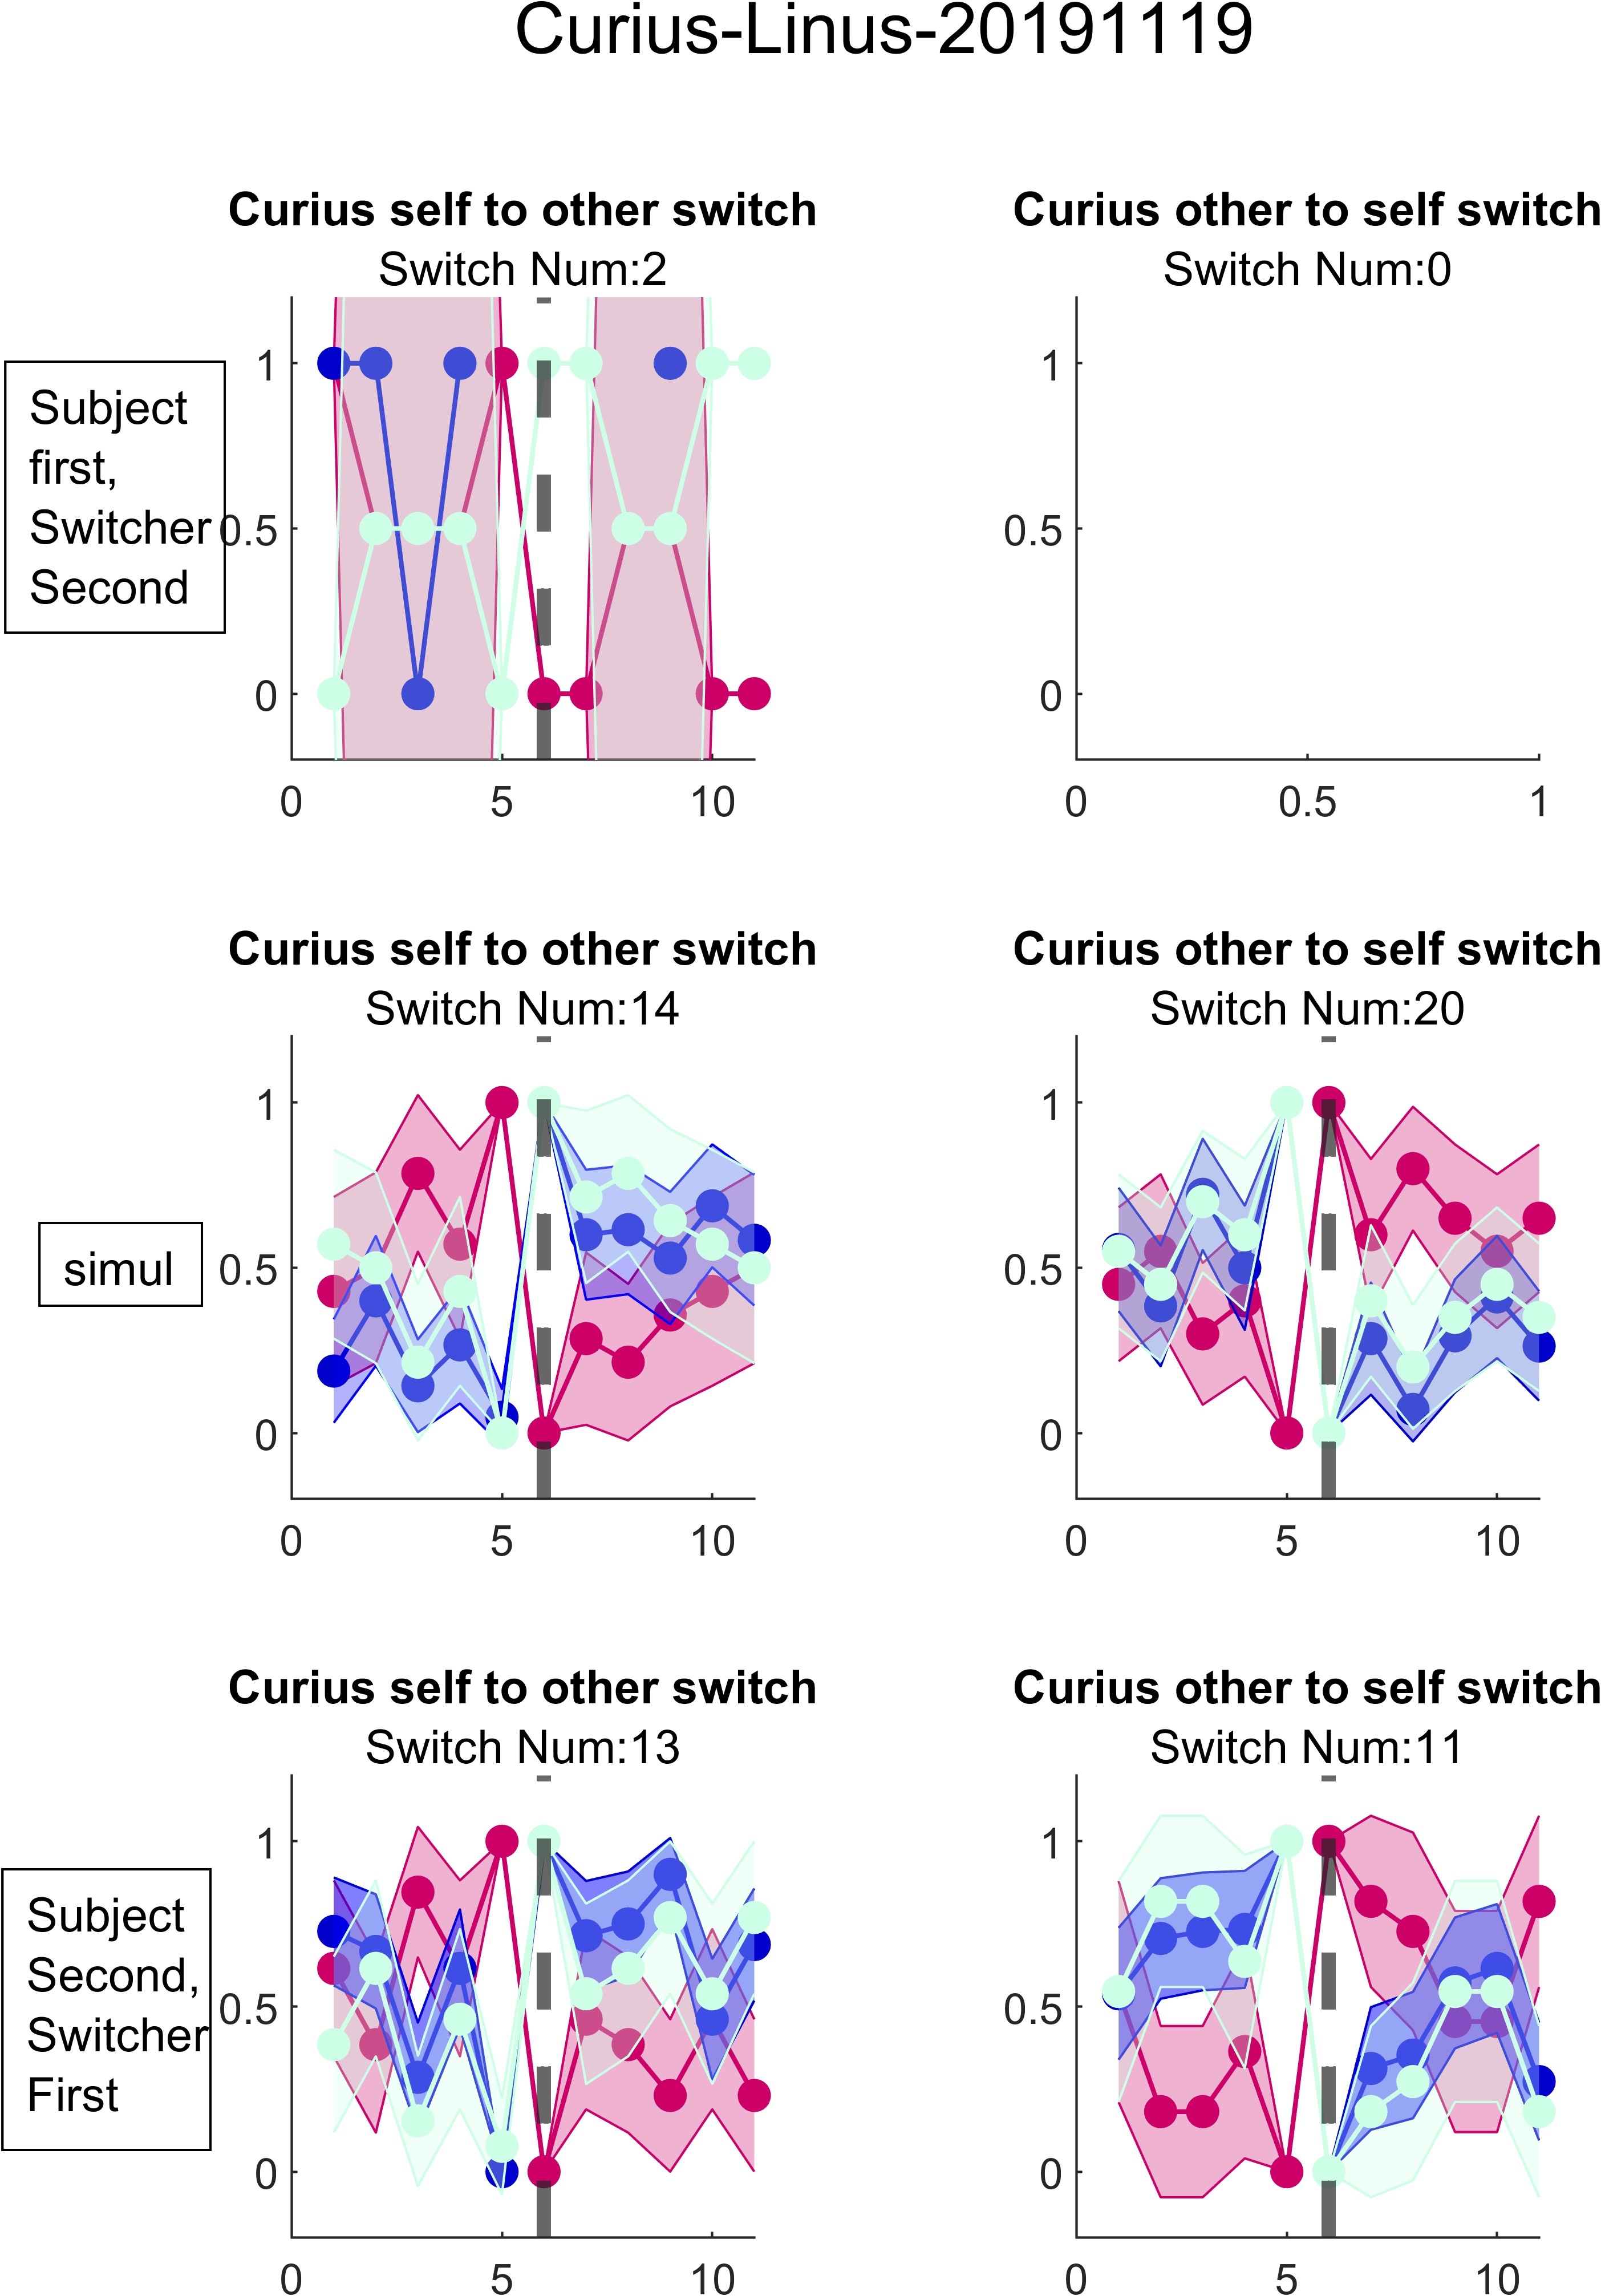 Curius-Linus-20191119
Curius self to other switch
Switch Num:2
Curius other to self switch
Switch Num:0
Subject
first,
Switcher
Second
1
0.5
0
0 5 10
1
0.5
0
0 0.5 1
Curius self to other switch
Switch Num:14
Curius other to self switch
Switch Num:20
simul
1
0.5
0
0 5 10
1
0.5
0
0 5 10
Curius self to other switch
Switch Num:13
Curius other to self switch
Switch Num:11
Subject
Second,
Switcher
First
1
0.5
0
0 5 10
1
0.5
0
0 5 10